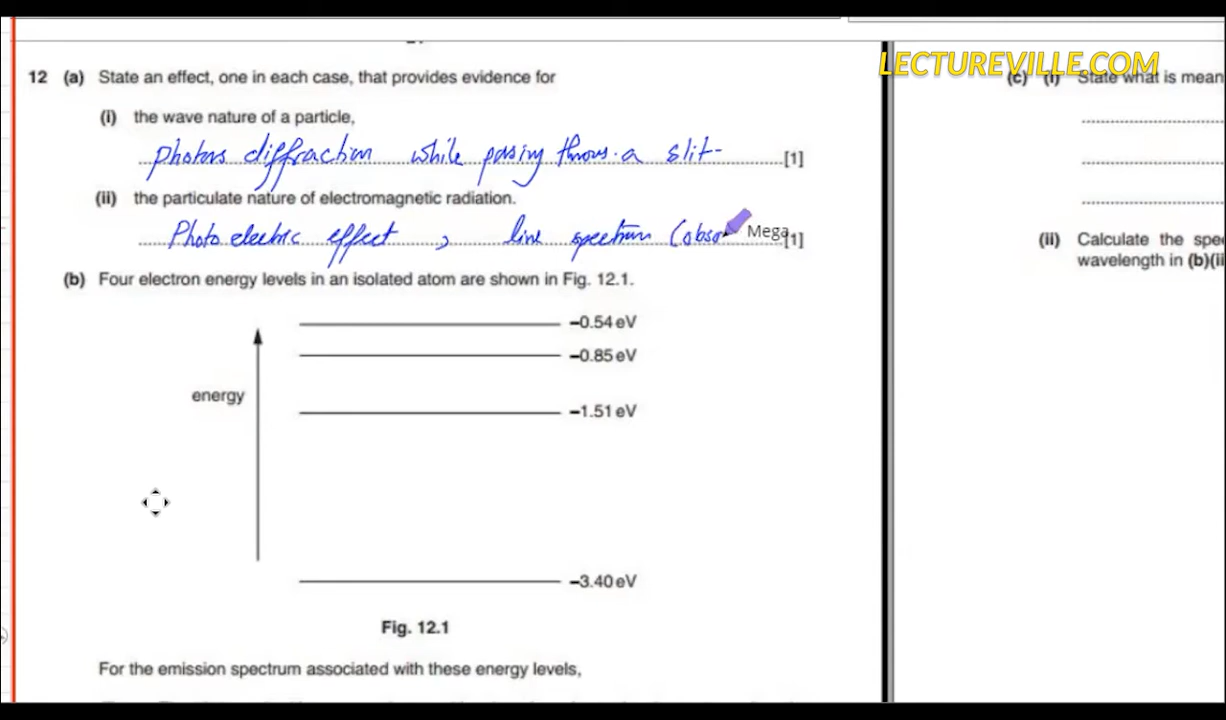 LECTUREVILLE.COM
12 (a) State an effect, one in each case, that provides evidence for
(i) the wave nature of a particle,
Photons diffraction while passing throus. a slit- [1]
(ii) the particulate nature of electromagnetic radiation.
Photo electric effect , line spectrum (obso Mega [1]
(b) Four electron energy levels in an isolated atom are shown in Fig. 12.1.
–0.54 eV
–0.85 eV
energy
–1.51 eV
–3.40 eV
Fig. 12.1
For the emission spectrum associated with these energy levels,
(c) (i) State what is mean
(ii) Calculate the spe
wavelength in (b)(ii